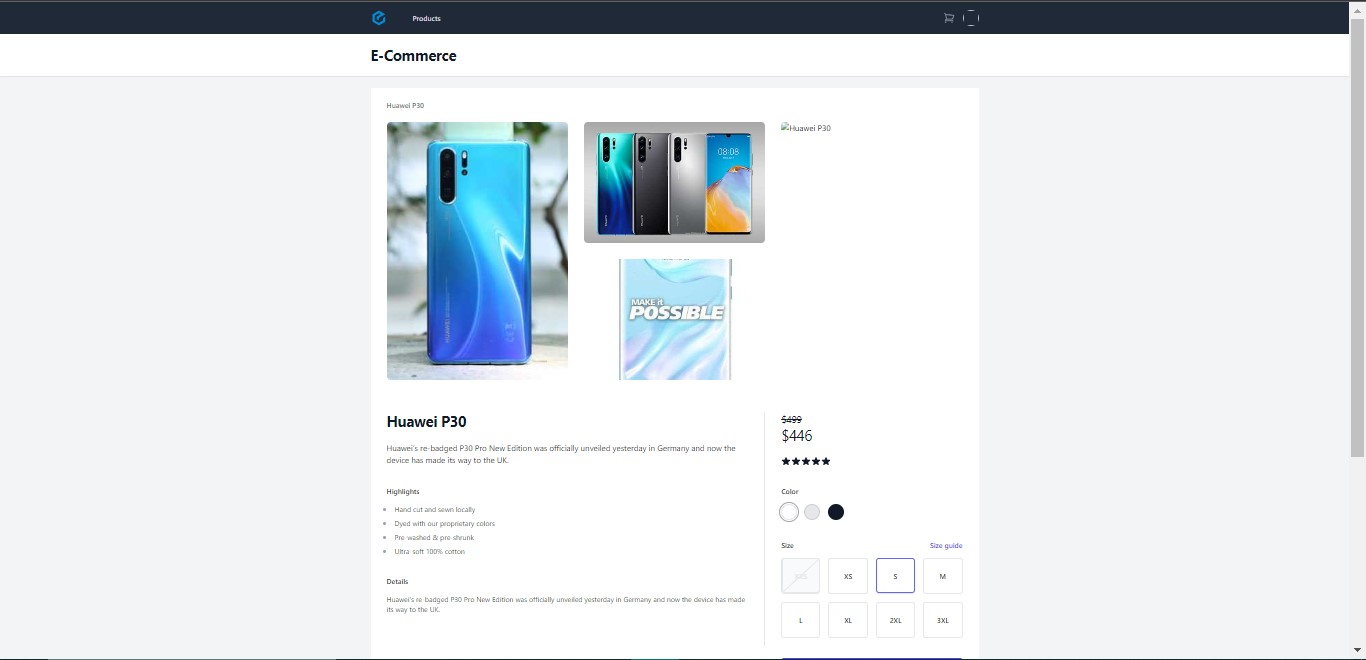 Products
E-Commerce
Huawei P30
08:08
MAKE it
POSSIBLE
Huawei P30
Huawei P30
Huawei's re-badged P30 Pro New Edition was officially unveiled yesterday in Germany and now the
device has made its way to the UK.
Highlights
Hand cut and sewn locally
Dyed with our proprietary colors
Pre-washed & pre-shrunk
Ultra-soft 100% cotton
Details
Huawei's re-badged P30 Pro New Edition was officially unveiled yesterday in Germany and now the device has made
its way to the UK.
$499
$446
Color
Size
Size guide
XS
S
M
L
XL
2XL
3XL